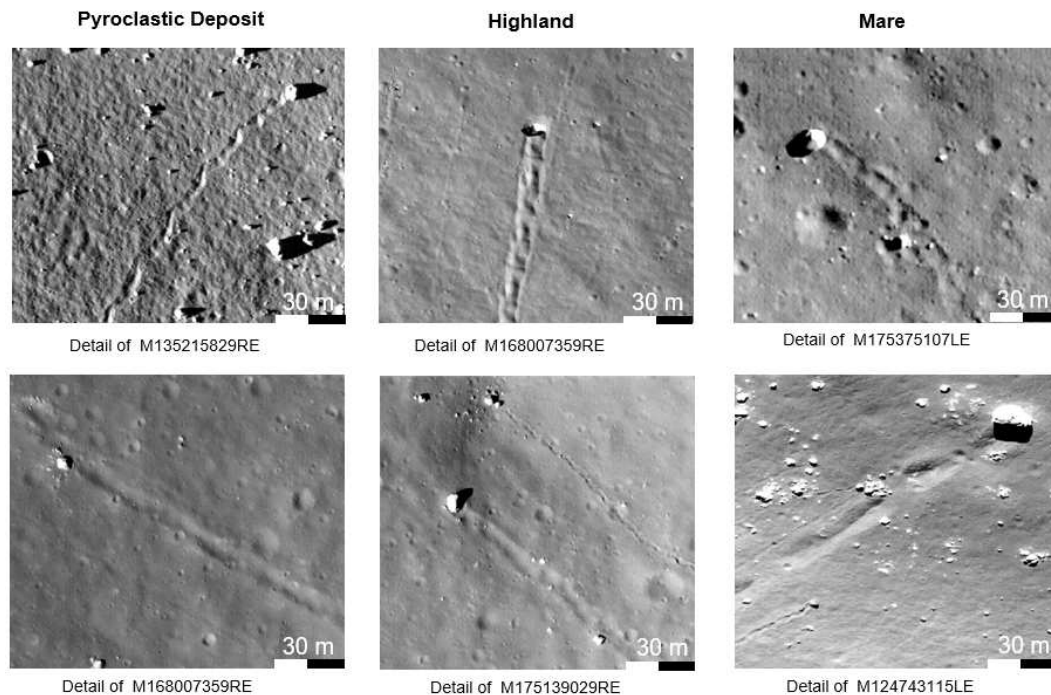 Pyroclastic Deposit
Highland
Mare
30 m
30 m
30 m
Detail of M135215829RE
Detail of M168007359RE
Detail of M175375107LE
30 m
30 m
30 m
Detail of M168007359RE
Detail of M175139029RE
Detail of M124743115LE